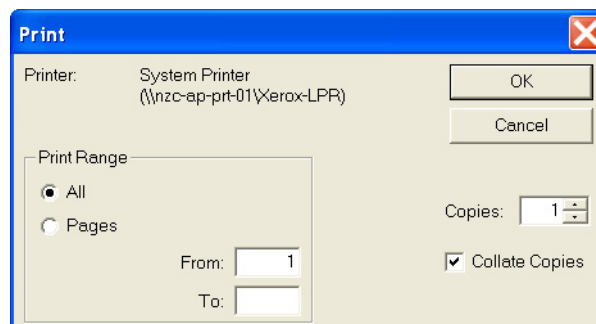 Print
Printer: System Printer
(\\nzc-ap-prt-01\Xerox-LPR)
OK
Cancel
Print Range
All
Pages
From: 1
To:
Copies: 1
Collate Copies